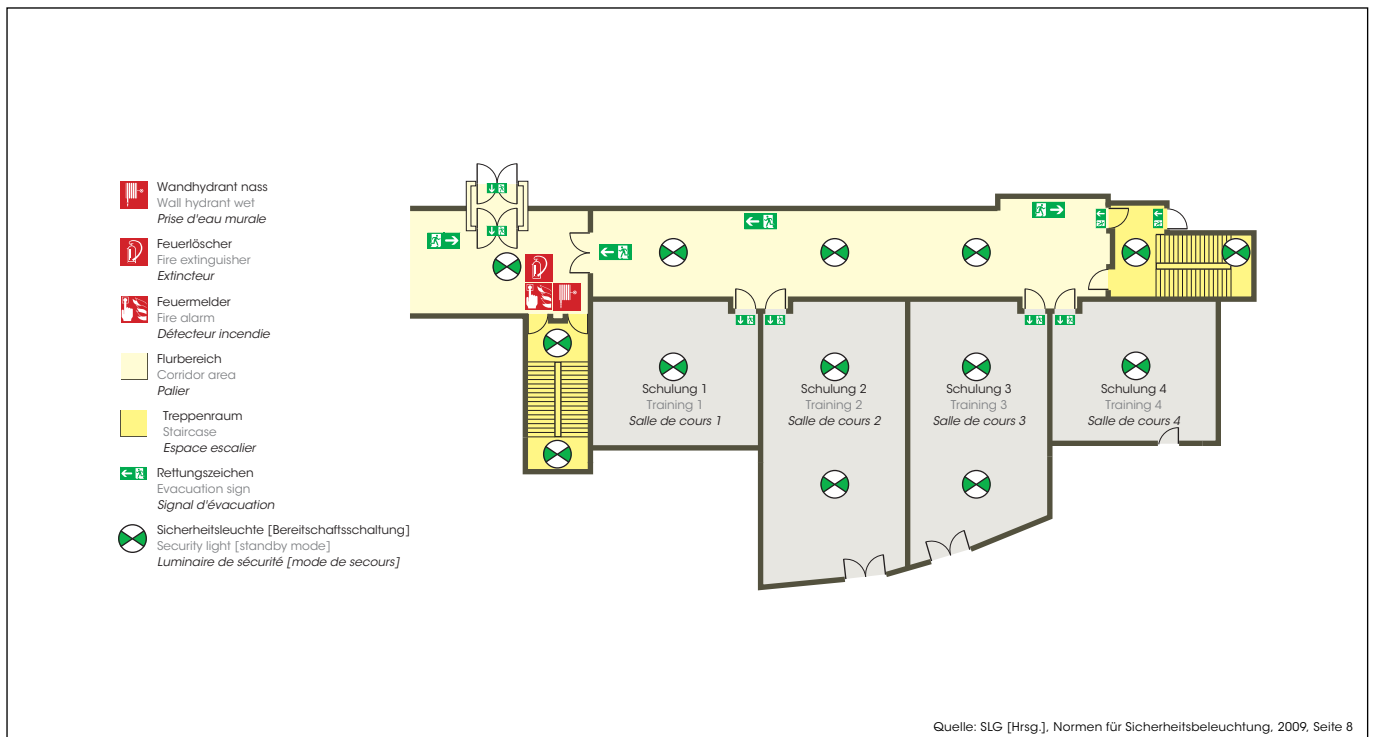 Wandhydrant nass
Wall hydrant wet
Prise d'eau murale
Feuerlöscher
Fire extinguisher
Extincteur
Feuermelder
Fire alarm
Détecteur incendie
Flurbereich
Corridor area
Palier
Treppenraum
Staircase
Espace escalier
Rettungszeichen
Evacuation sign
Signal d'évacuation
Sicherheitsleuchte [Bereitschaftsschaltung]
Security light [standby mode]
Luminaire de sécurité [mode de secours]
Schulung 1
Training 1
Salle de cours 1
Schulung 2
Training 2
Salle de cours 2
Schulung 3
Training 3
Salle de cours 3
Schulung 4
Training 4
Salle de cours 4
Quelle: SLG [Hrsg.], Normen für Sicherheitsbeleuchtung, 2009, Seite 8